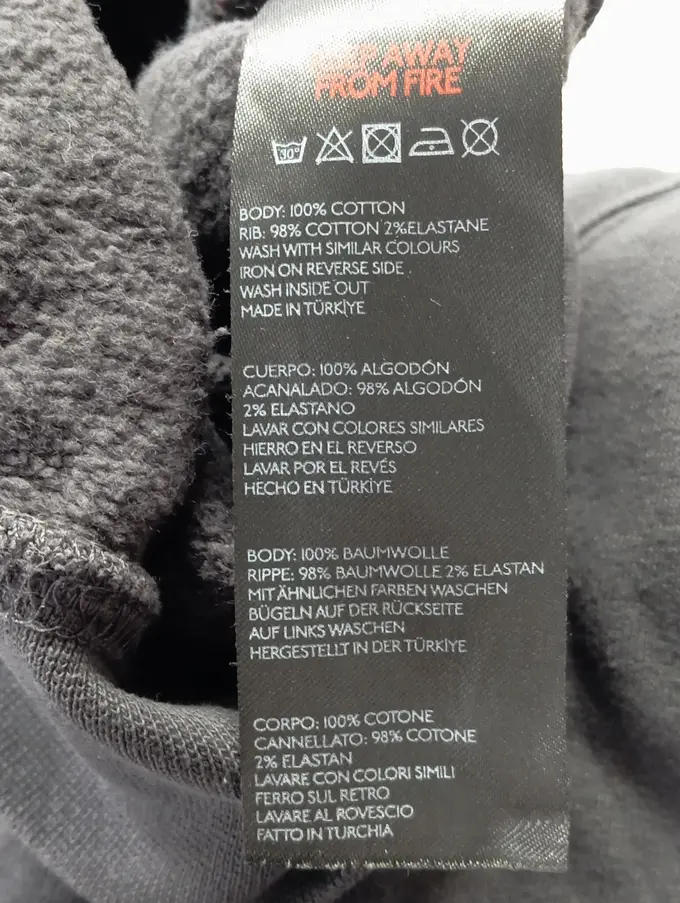 AWAY
FROM FIRE
30°
BODY: 100% COTTON
RIB: 98% COTTON 2%ELASTANE
WASH WITH SIMILAR COLOURS
IRON ON REVERSE SIDE
WASH INSIDE OUT
MADE IN TÜRKİYE
CUERPO: 100% ALGODÓN
ACANALADO: 98% ALGODÓN
2% ELASTANO
LAVAR CON COLORES SIMILARES
HIERRO EN EL REVERSO
LAVAR POR EL REVÉS
HECHO EN TÜRKİYE
BODY: 100% BAUMWOLLE
RIPPE: 98% BAUMWOLLE 2% ELASTAN
MIT ÄHNLICHEN FARBEN WASCHEN
BÜGELN AUF DER RÜCKSEITE
AUF LINKS WASCHEN
HERGESTELLT IN DER TÜRKİYE
CORPO: 100% COTONE
CANNELLATO: 98% COTONE
2% ELASTAN
LAVARE CON COLORI SIMILI
FERRO SUL RETRO
LAVARE AL ROVESCIO
FATTO IN TURCHIA